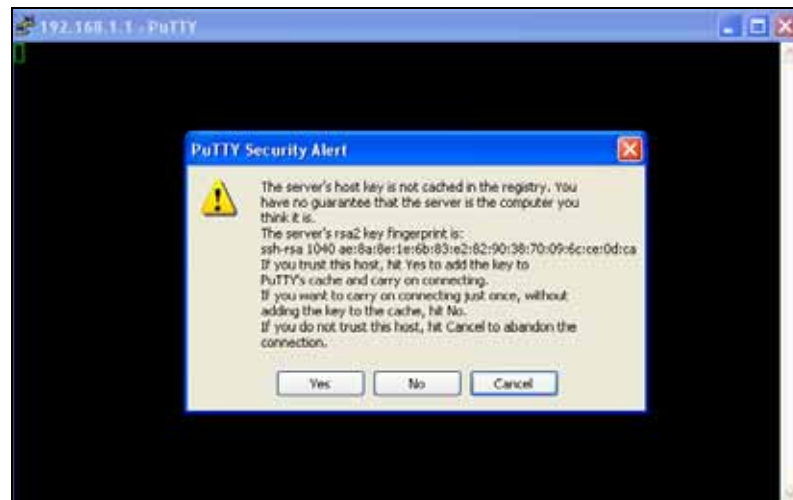 192.168.1.1 - PuTTY
PuTTY Security Alert
The server's host key is not cached in the registry. You
have no guarantee that the server is the computer you
think it is.
The server's rsa2 key fingerprint is:
ssh-rsa 1040 ae:8a:8e:1e:6b:83:e2:82:90:38:70:09:6c:ce:0d:ca
If you trust this host, hit Yes to add the key to
PuTTY's cache and carry on connecting.
If you want to carry on connecting just once, without
adding the key to the cache, hit No.
If you do not trust this host, hit Cancel to abandon the
connection.
Yes No Cancel